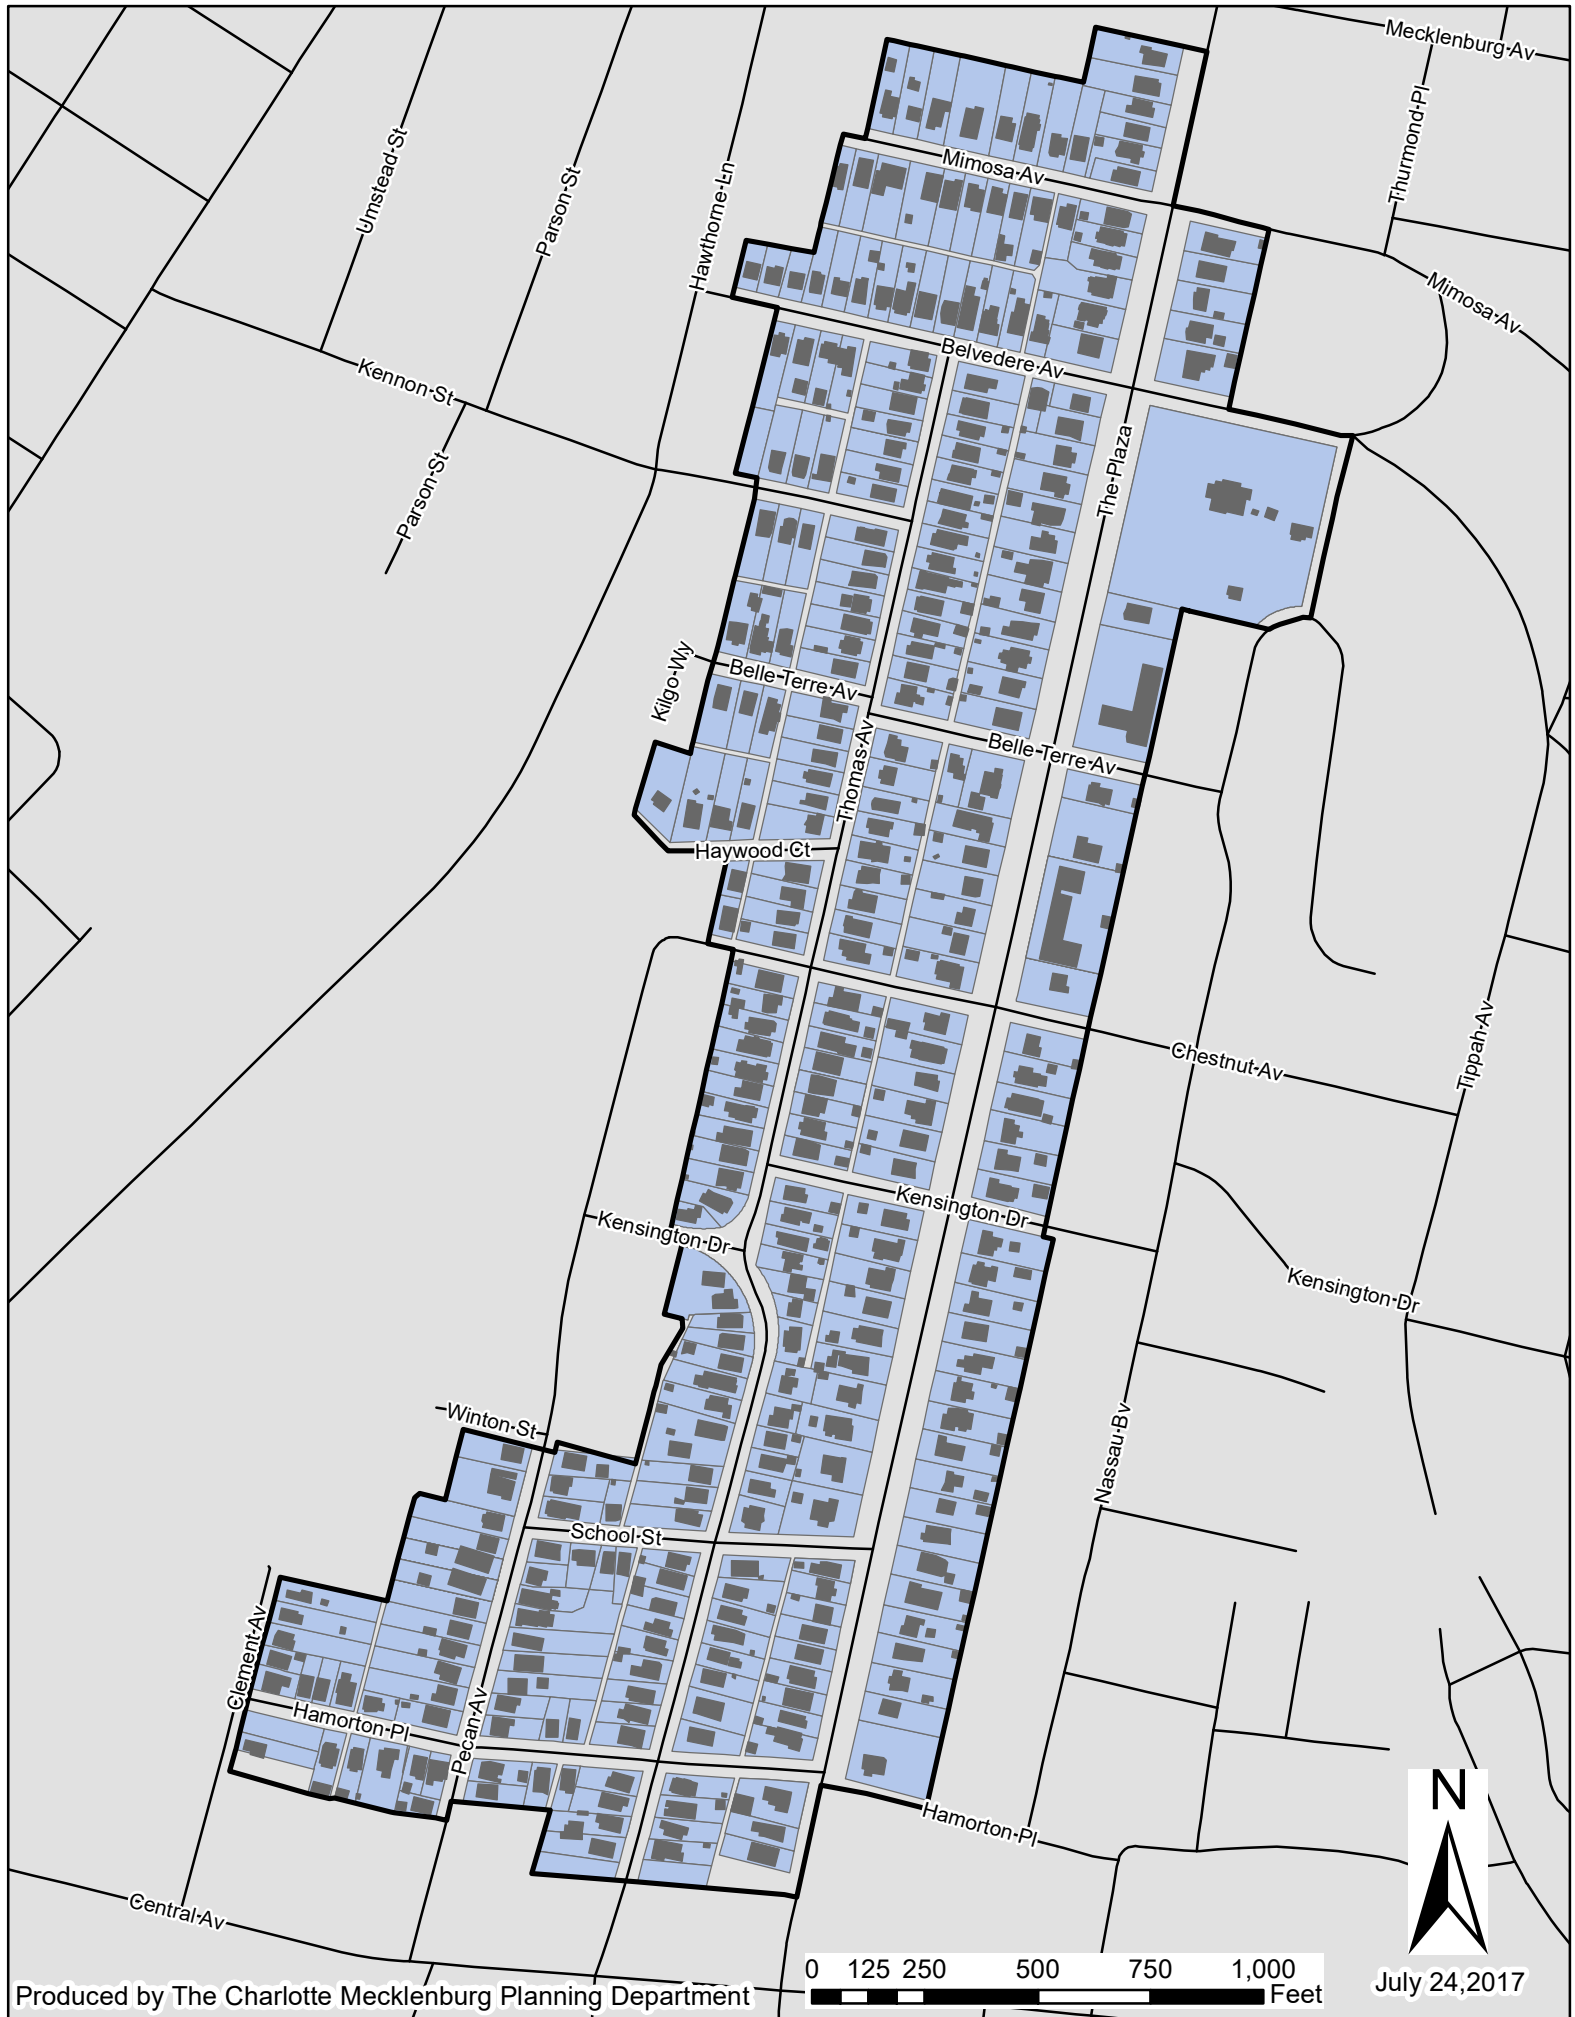 Mecklenburg Av
Thurmond Pl
Umstead St
Parson St
Mimosa Av
Hawthorne Ln
Mimosa Av
Belvedere Av
Kennon St
The Plaza
Parson St
Kilgo Wy
Belle Terre Av
Thomas Av
Belle Terre Av
Haywood Ct
Tippah Av
Chestnut Av
Kensington Dr
Kensington Dr
Kensington Dr
Winton St
Nassau Bv
School St
Clement Av
Hamorton Pl
Pecan Av
Hamorton Pl
Central Av
N
0 125 250 500 750 1,000
Feet
July 24,2017
Produced by The Charlotte Mecklenburg Planning Department